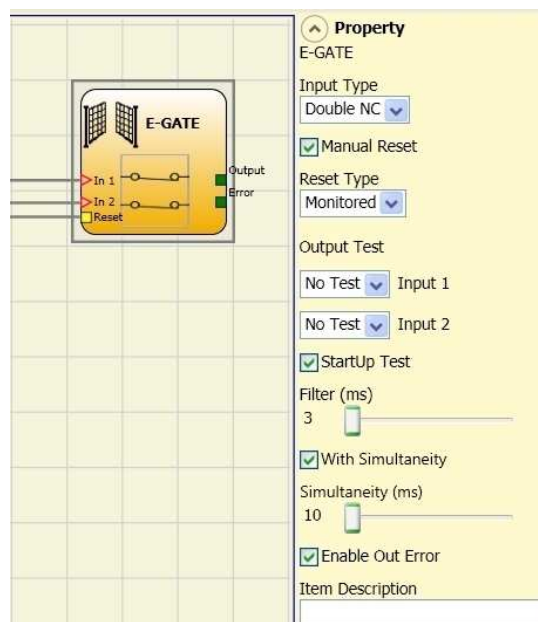 E-GATE
In 1
In 2
Reset
Output
Error
Property
E-GATE
Input Type
Double NC
Manual Reset
Reset Type
Monitored
Output Test
No Test Input 1
No Test Input 2
StartUp Test
Filter (ms)
3
With Simultaneity
Simultaneity (ms)
10
Enable Out Error
Item Description